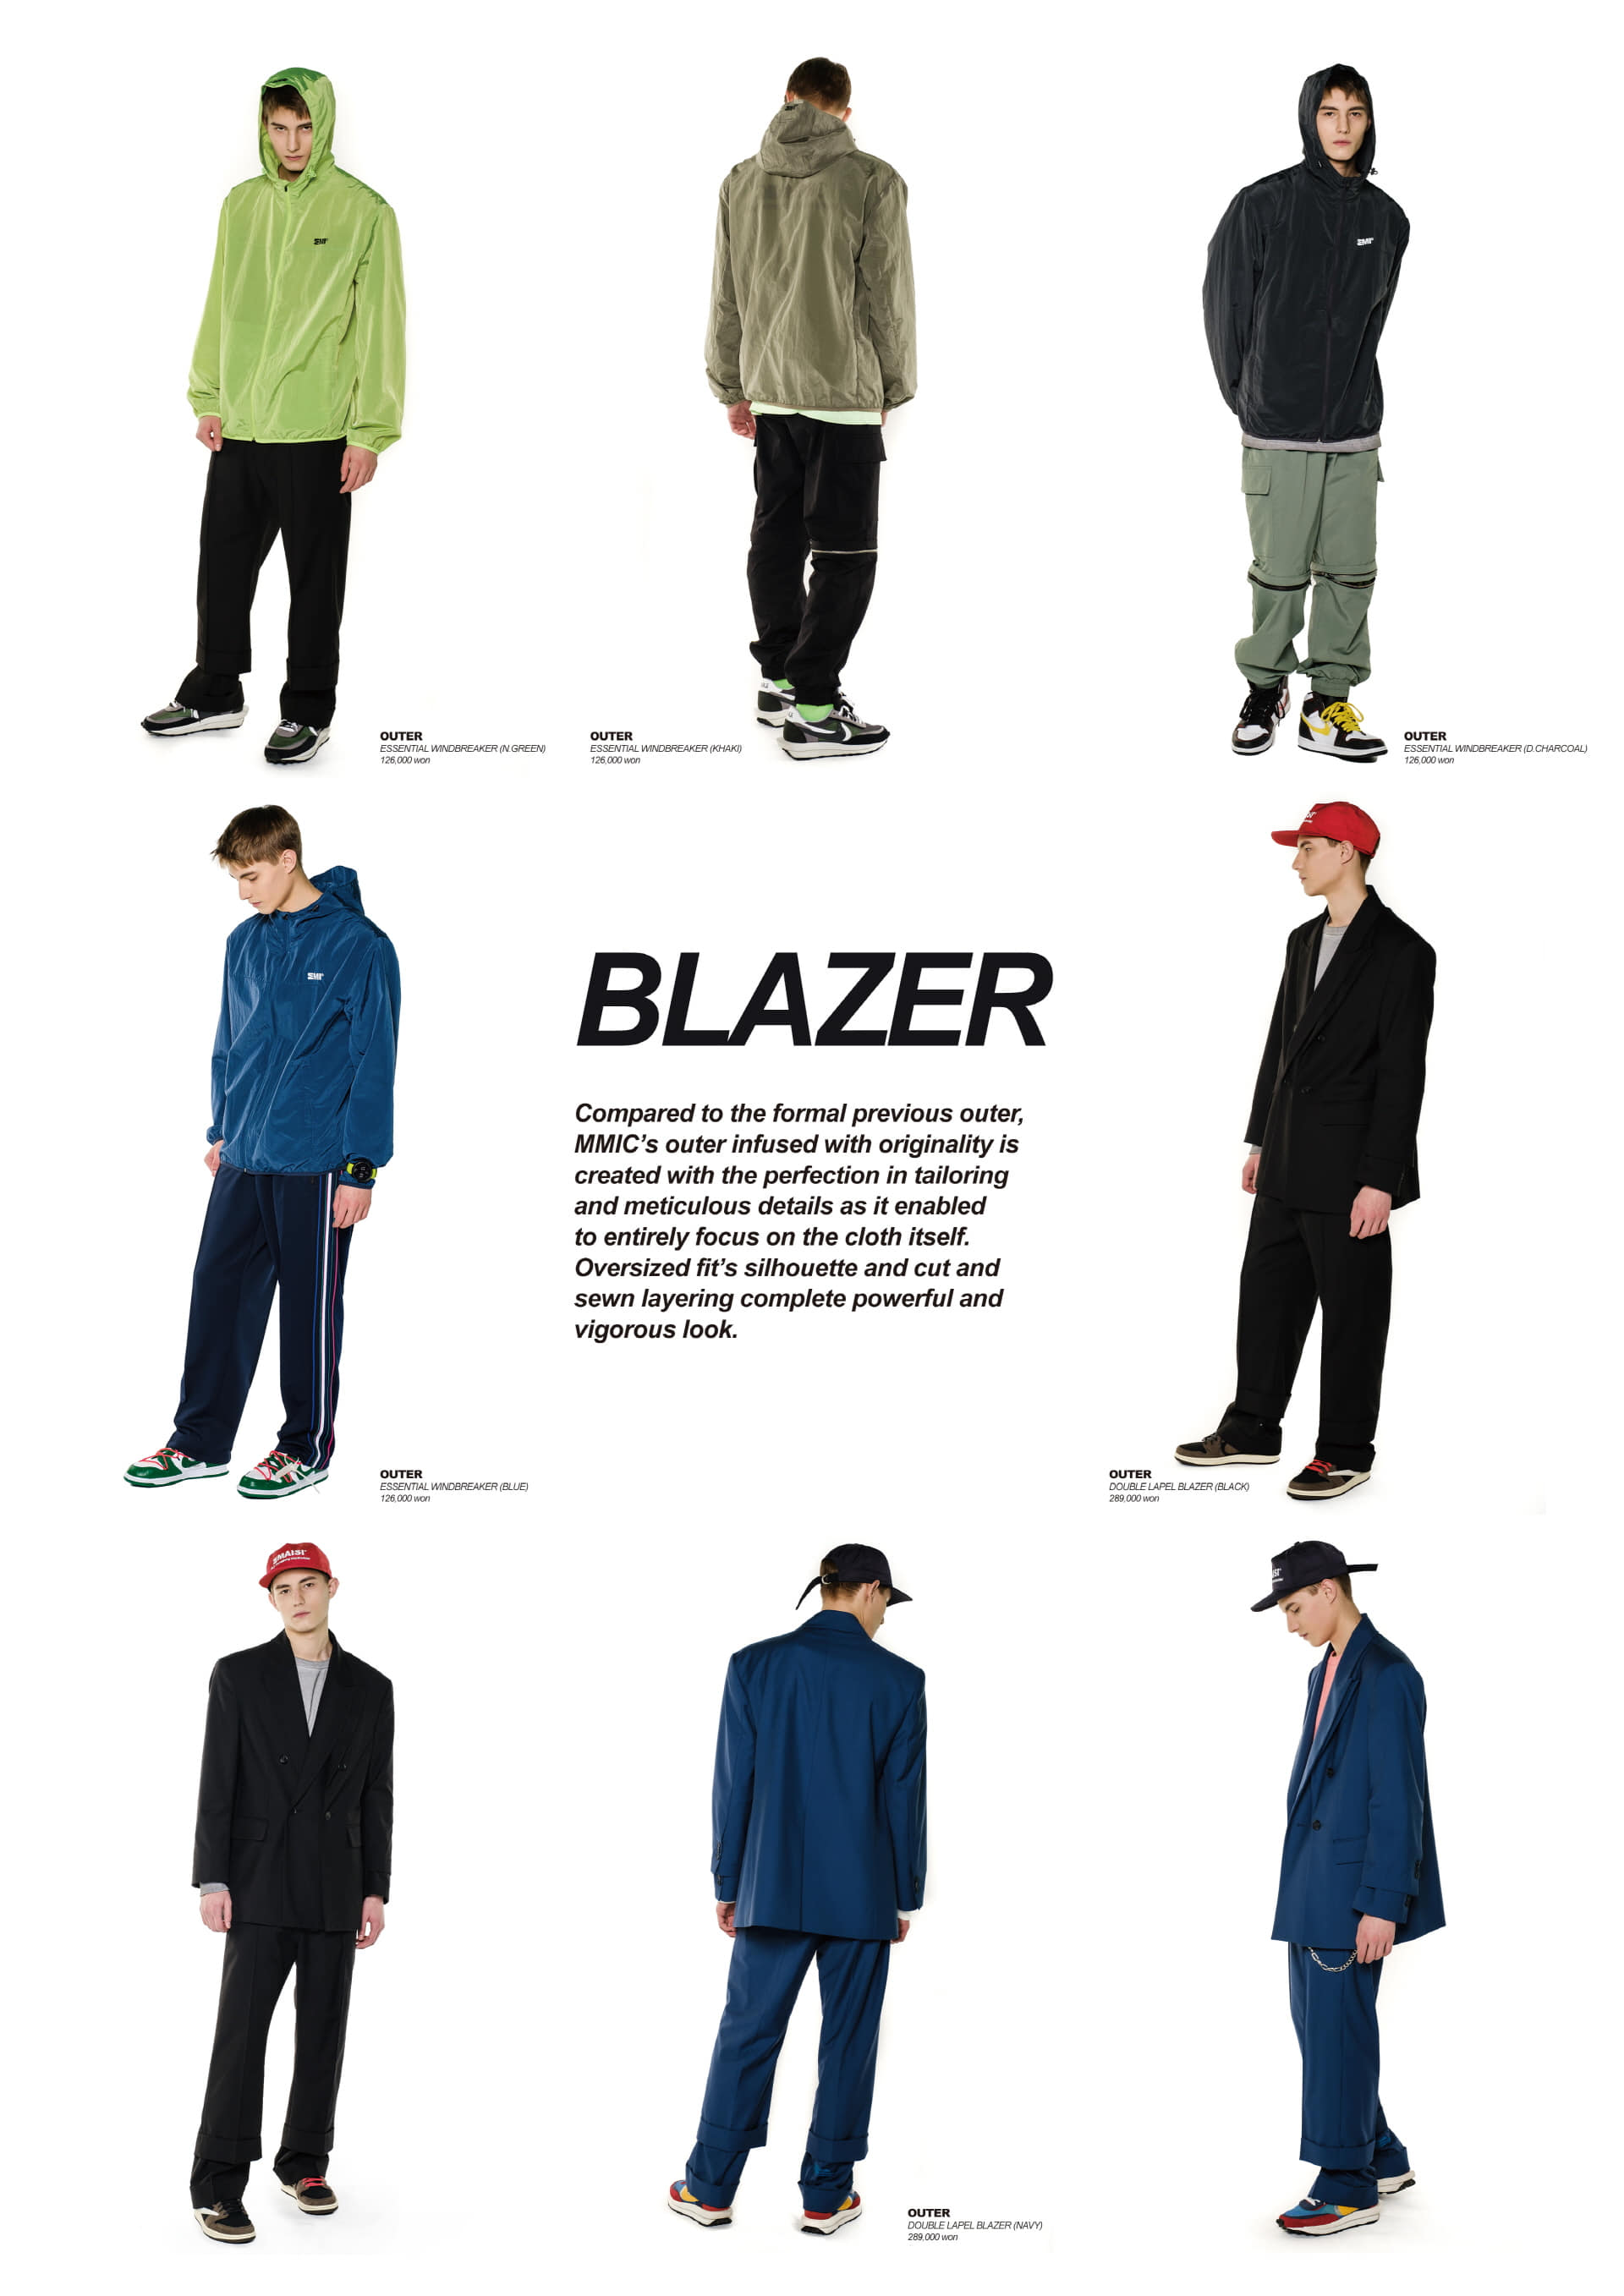 OUTER
ESSENTIAL WINDBREAKER (N.GREEN)
126,000 won
OUTER
ESSENTIAL WINDBREAKER (KHAKI)
126,000 won
OUTER
ESSENTIAL WINDBREAKER (D.CHARCOAL)
126,000 won
BLAZER
Compared to the formal previous outer,
MMIC’s outer infused with originality is
created with the perfection in tailoring
and meticulous details as it enabled
to entirely focus on the cloth itself.
Oversized fit’s silhouette and cut and
sewn layering complete powerful and
vigorous look.
OUTER
ESSENTIAL WINDBREAKER (BLUE)
126,000 won
OUTER
DOUBLE LAPEL BLAZER (BLACK)
289,000 won
OUTER
DOUBLE LAPEL BLAZER (NAVY)
289,000 won